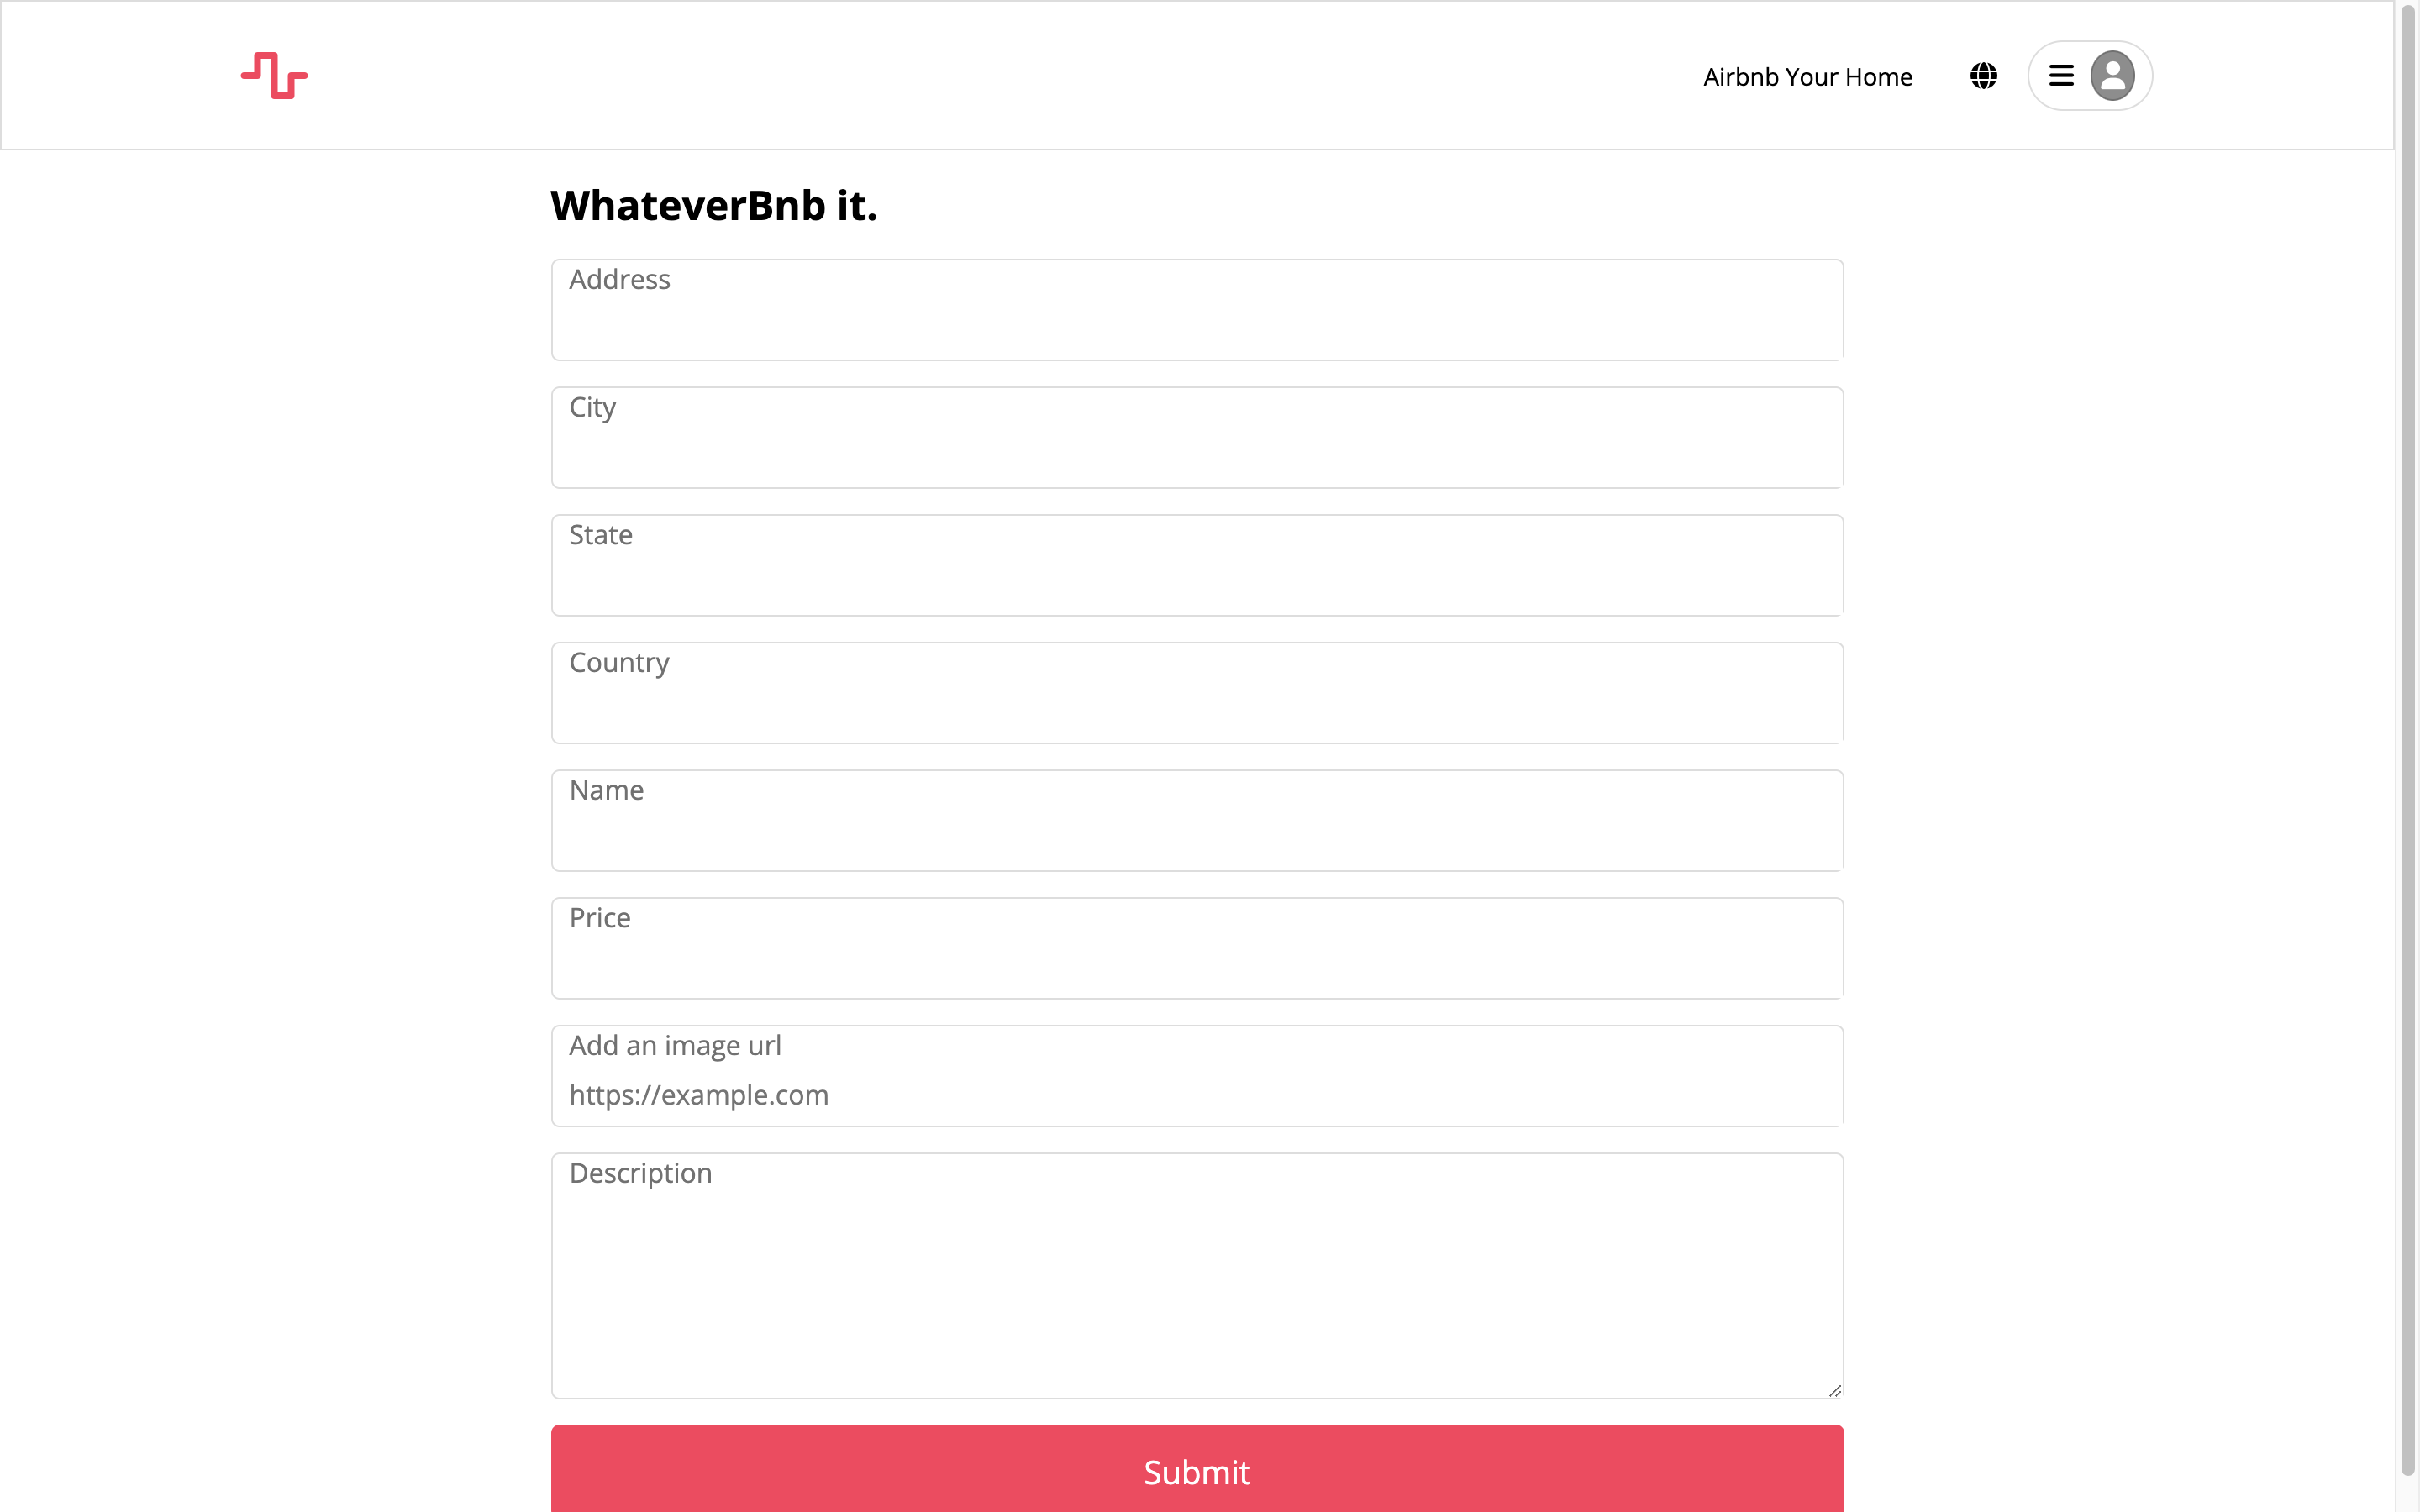 Airbnb Your Home
WhateverBnb it.
Address
City
State
Country
Name
Price
Add an image url
https://example.com
Description
Submit